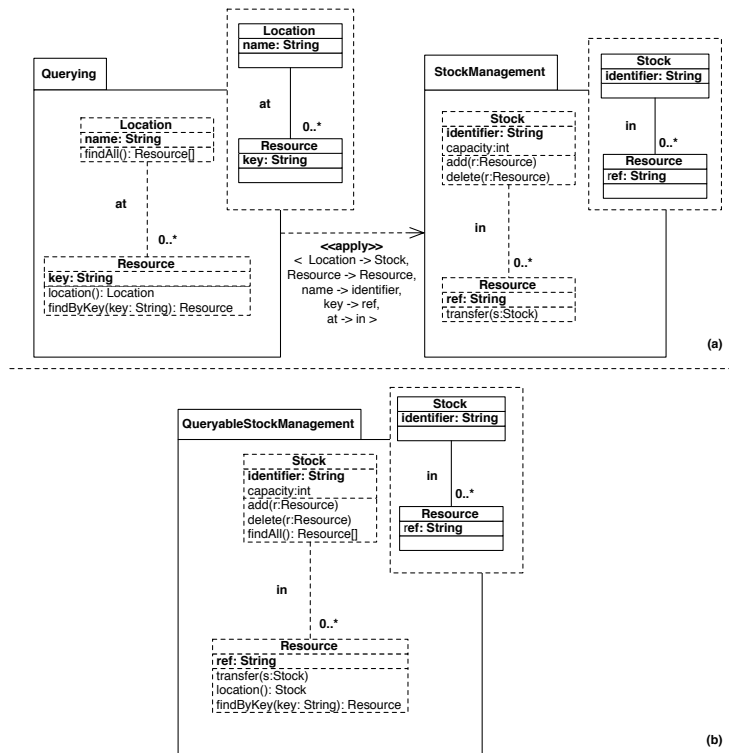 Location
name: String
at
0..*
Resource
key: String
Querying
Location
name: String
findAll(): Resource[]
at
0..*
Resource
key: String
location(): Location
findByKey(key: String): Resource
<<apply>>
< Location -> Stock,
Resource -> Resource,
name -> identifier,
key -> ref,
at -> in >
StockManagement
Stock
identifier: String
capacity:int
add(r:Resource)
delete(r:Resource)
in
0..*
Resource
ref: String
transfer(s:Stock)
Stock
identifier: String
in
0..*
Resource
ref: String
(a)
QueryableStockManagement
Stock
identifier: String
capacity:int
add(r:Resource)
delete(r:Resource)
findAll(): Resource[]
in
0..*
Resource
ref: String
transfer(s:Stock)
location(): Stock
findByKey(key: String): Resource
Stock
identifier: String
in
0..*
Resource
ref: String
(b)